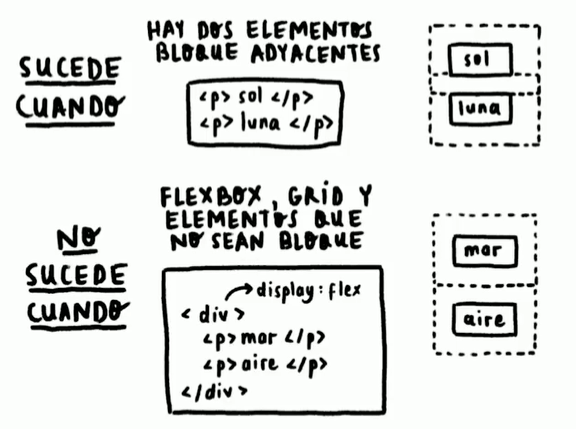 SUCEDE
CUANDO
HAY DOS ELEMENTOS
BLOQUE ADYACENTES
<p> sol </p>
<p> luna </p>
sol
luna
NO
SUCEDE
CUANDO
FLEXBOX, GRID Y
ELEMENTOS QUE
NO SEAN BLOQUE
display: flex
<div>
<p> mar </p>
<p> aire </p>
</div>
mar
aire